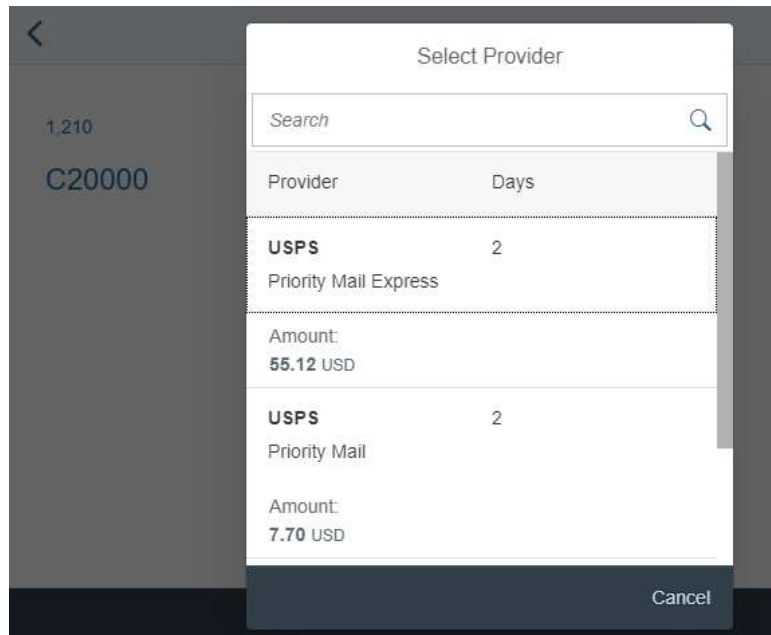 Select Provider
Search
1,210
C20000
Provider Days
USPS 2
Priority Mail Express
Amount:
55.12 USD
USPS 2
Priority Mail
Amount:
7.70 USD
Cancel